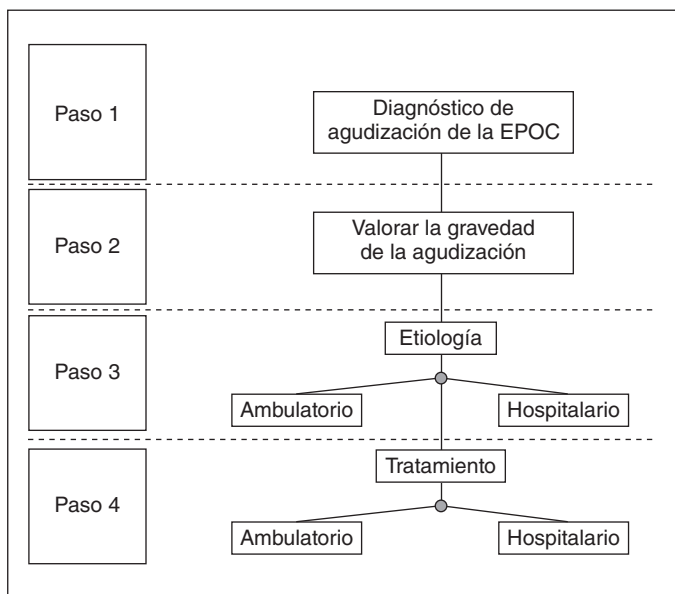 Paso 1
Diagnóstico de
agudización de la EPOC
Paso 2
Valorar la gravedad
de la agudización
Paso 3
Etiología
Ambulatorio
Hospitalario
Paso 4
Tratamiento
Ambulatorio
Hospitalario